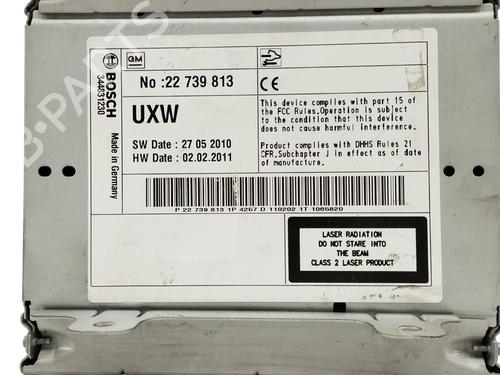 BOSCH
344831230
Made in Germany
GM
No :22 739 813
UXW
SW Date : 27 05 2010
HW Date : 02.02.2011
This device complies with part 15 of
the FCC Rules.Operation is subject
to the condition that this device
does not cause harmful interference.
Product complies with DHHS Rules 21
CFR,Subchapter J in effect as of date
of manufacture.
P 22 739 813 1P 4257 D 110202 1T 1066820
LASER RADIATION
DO NOT STARE INTO
THE BEAM
CLASS 2 LASER PRODUCT
B-PARTS